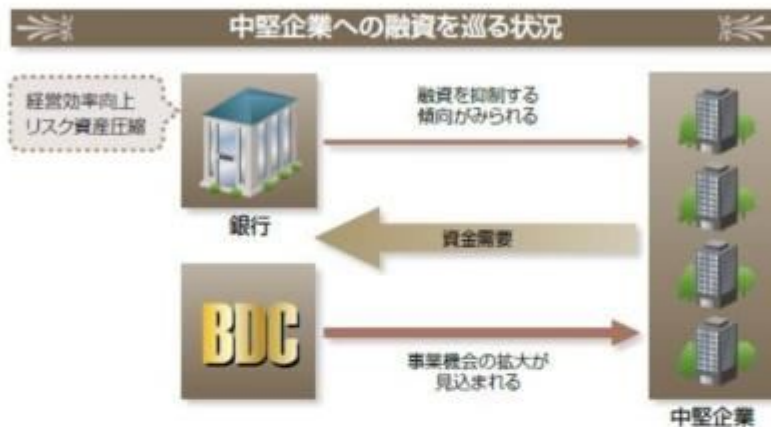 中堅企業への融資を巡る状況
経営効率向上
リスク資産圧縮
融資を抑制する
傾向がみられる
銀行
資金需要
BDC
事業機会の拡大が
見込まれる
中堅企業